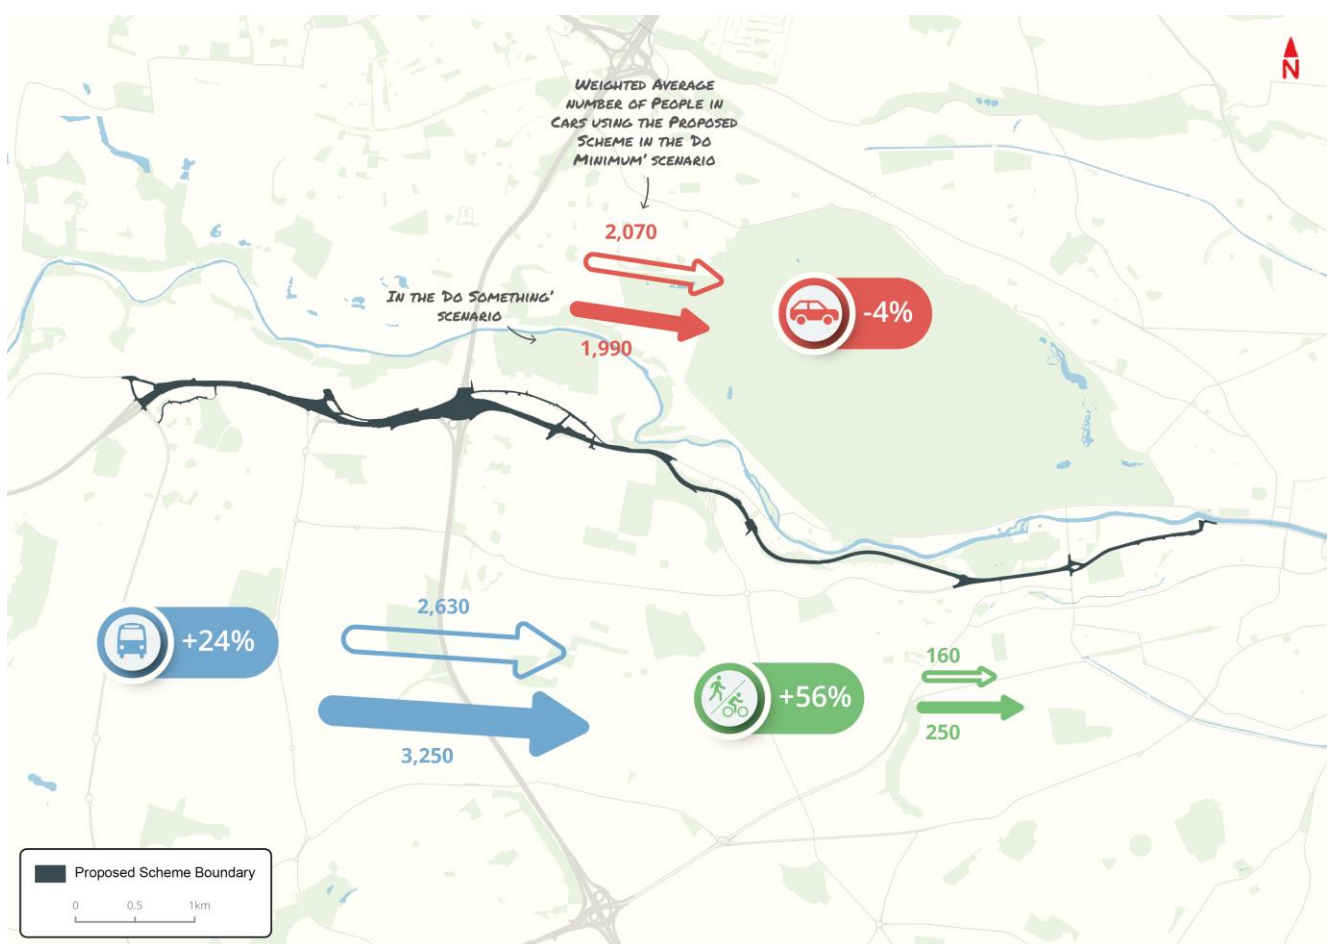 N
WEIGHTED AVERAGE
NUMBER OF PEOPLE IN
CARS USING THE PROPOSED
SCHEME IN THE 'DO
MINIMUM' SCENARIO
2,070
IN THE 'DO SOMETHING'
SCENARIO
1,990
-4%
+24%
2,630
3,250
+56%
160
250
Proposed Scheme Boundary
0 0.5 1km